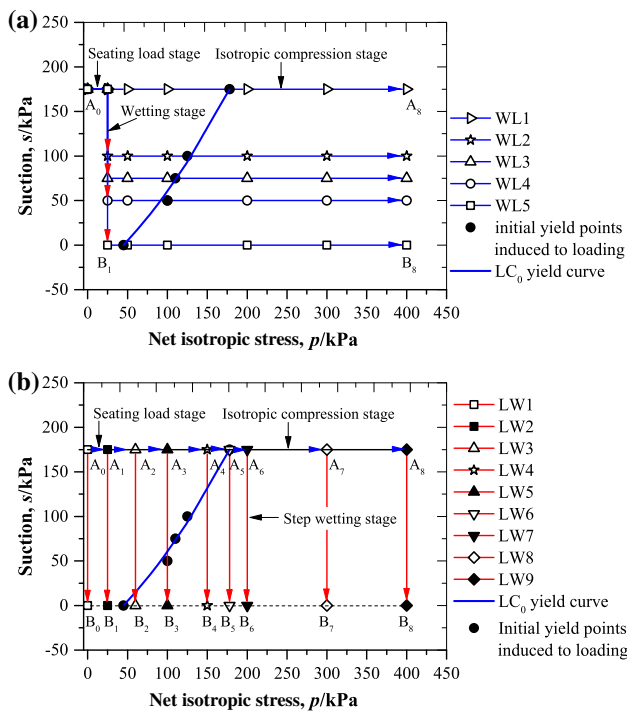 (a)
250
200
150
100
50
0
-50
Suction, s/kPa
Seating load stage
Isotropic compression stage
A0
A8
Wetting stage
B1
B8
0 50 100 150 200 250 300 350 400 450
Net isotropic stress, p/kPa
WL1
WL2
WL3
WL4
WL5
initial yield points
induced to loading
LC0 yield curve
(b)
250
200
150
100
50
0
-50
Suction, s/kPa
Seating load stage
Isotropic compression stage
A0 A1 A2 A3 A4 A5 A6 A7 A8
Step wetting stage
B0 B1 B2 B3 B4 B5 B6 B7 B8
0 50 100 150 200 250 300 350 400 450
Net isotropic stress, p/kPa
LW1
LW2
LW3
LW4
LW5
LW6
LW7
LW8
LW9
LC0 yield curve
Initial yield points
induced to loading